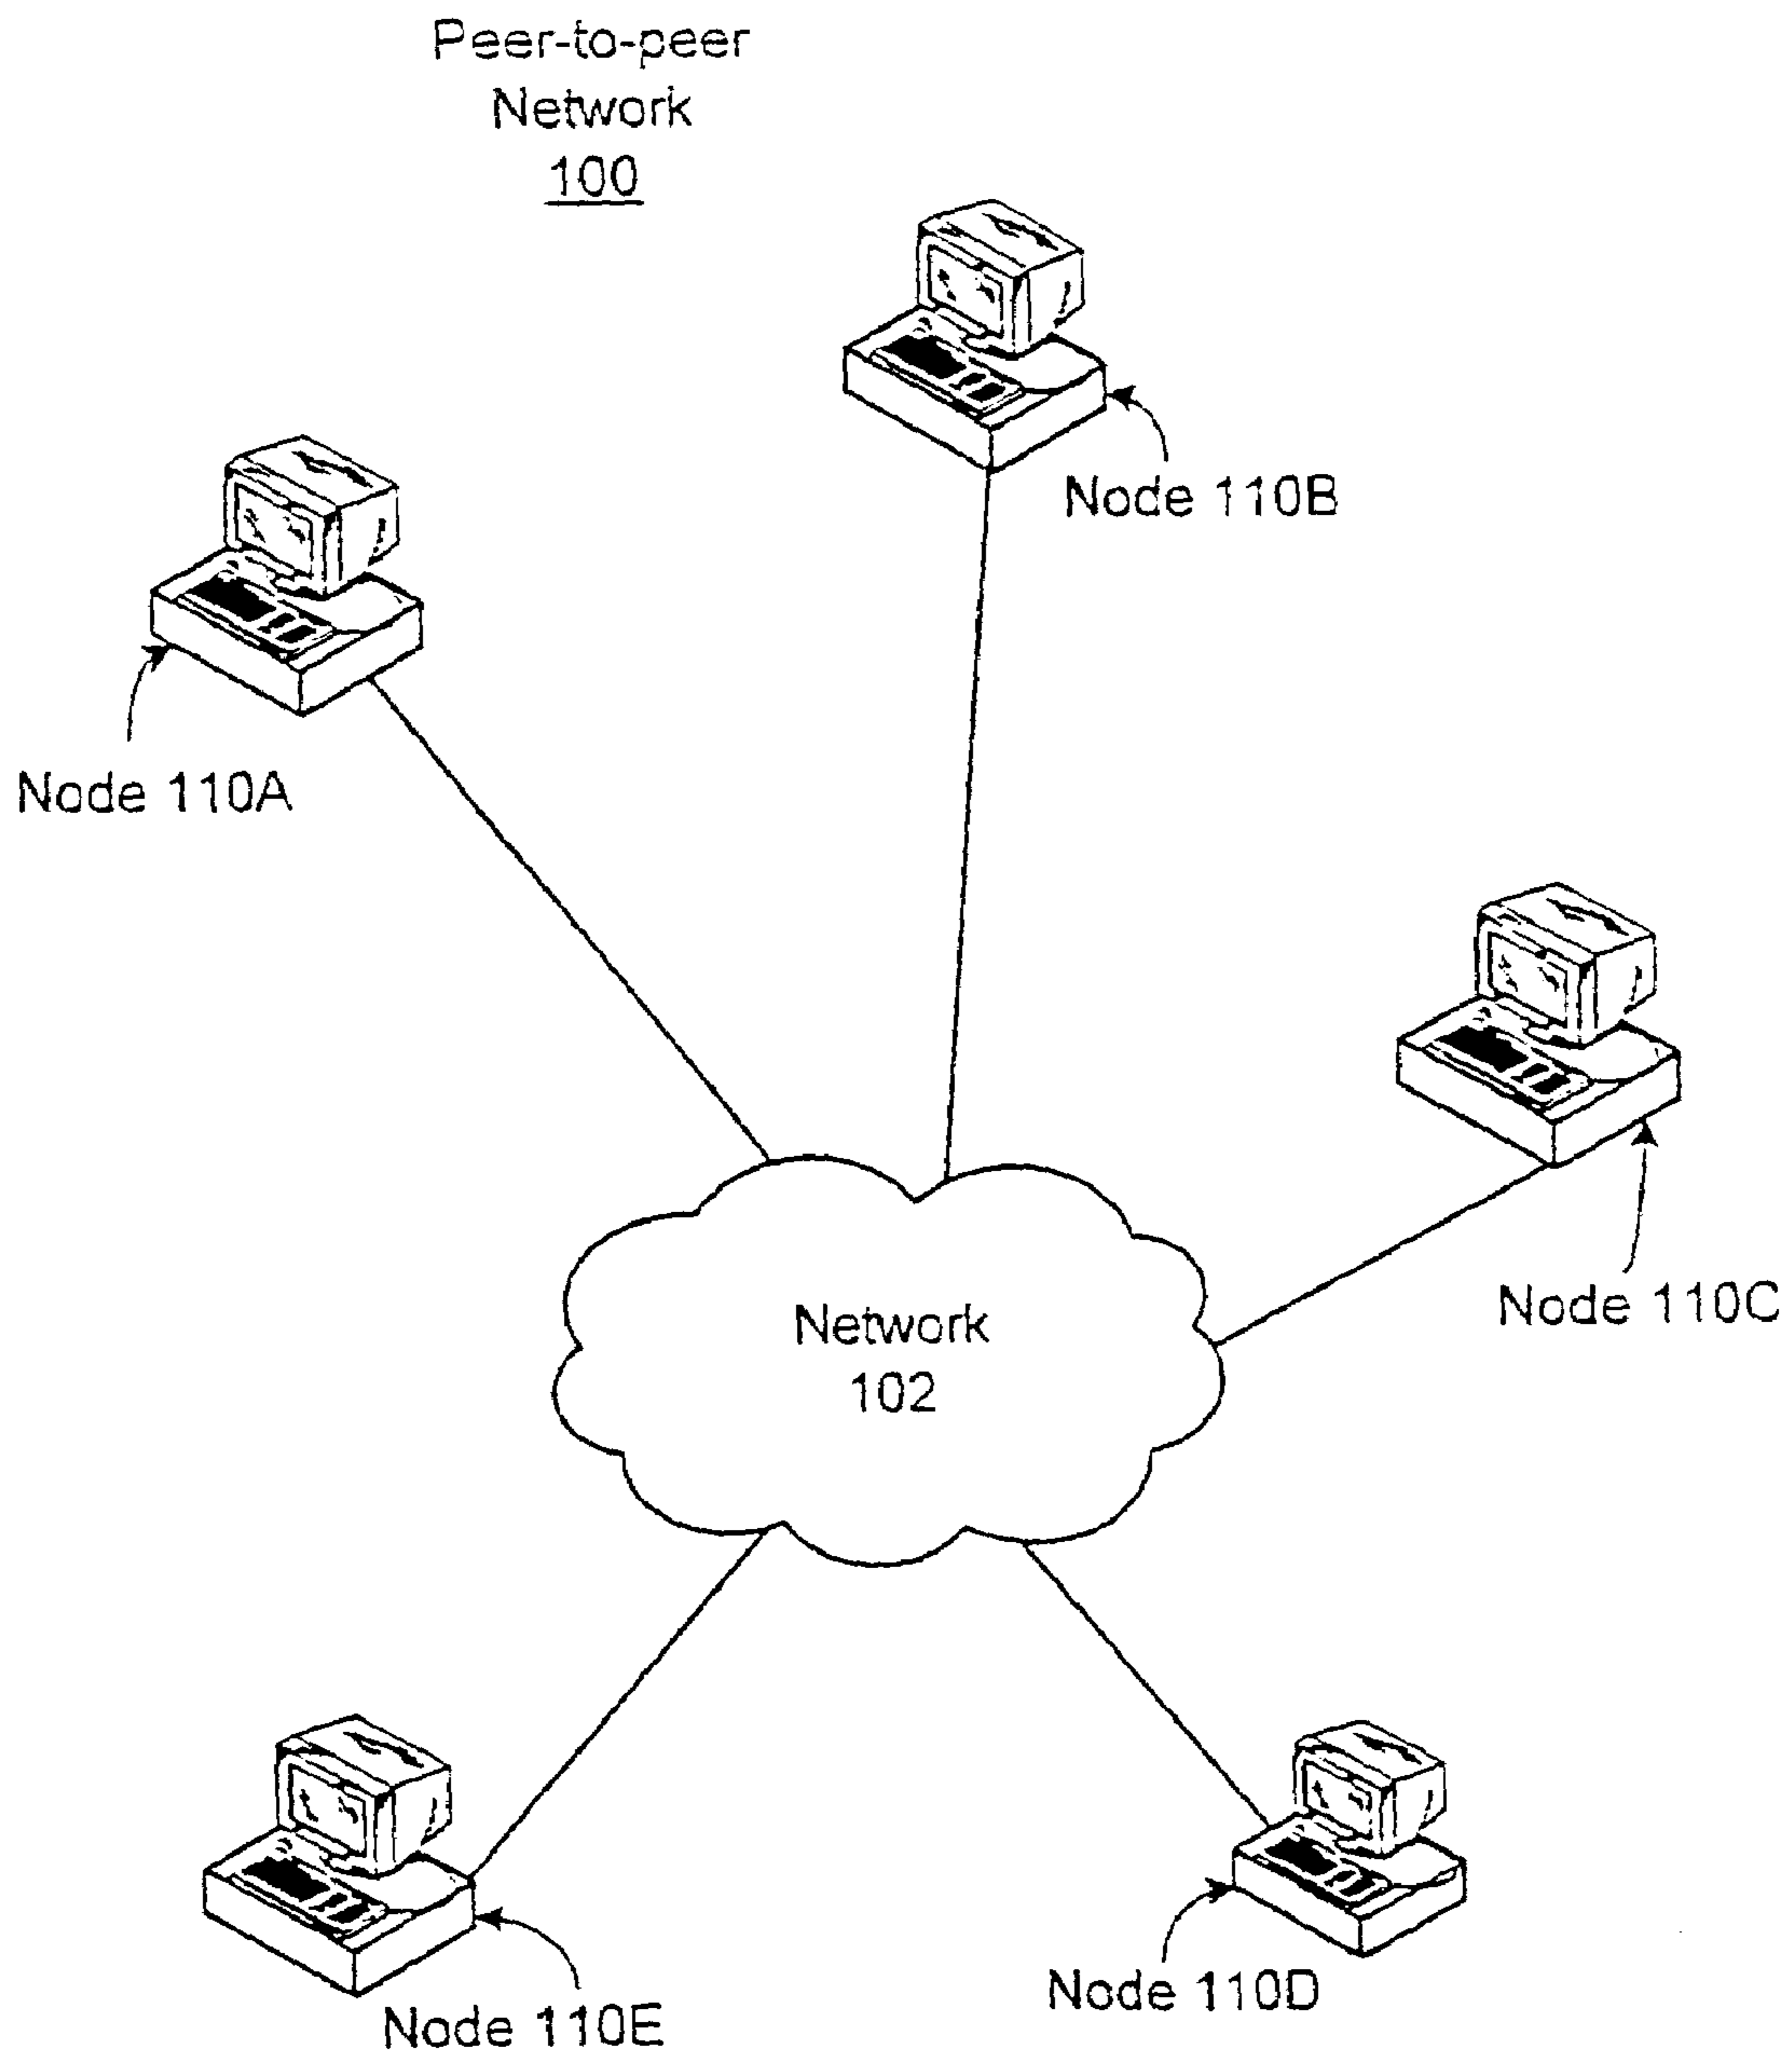 Peer-to-peer
Network
100
Node 110B
Node 110A
Node 110C
Network
102
Node 110D
Node 110E